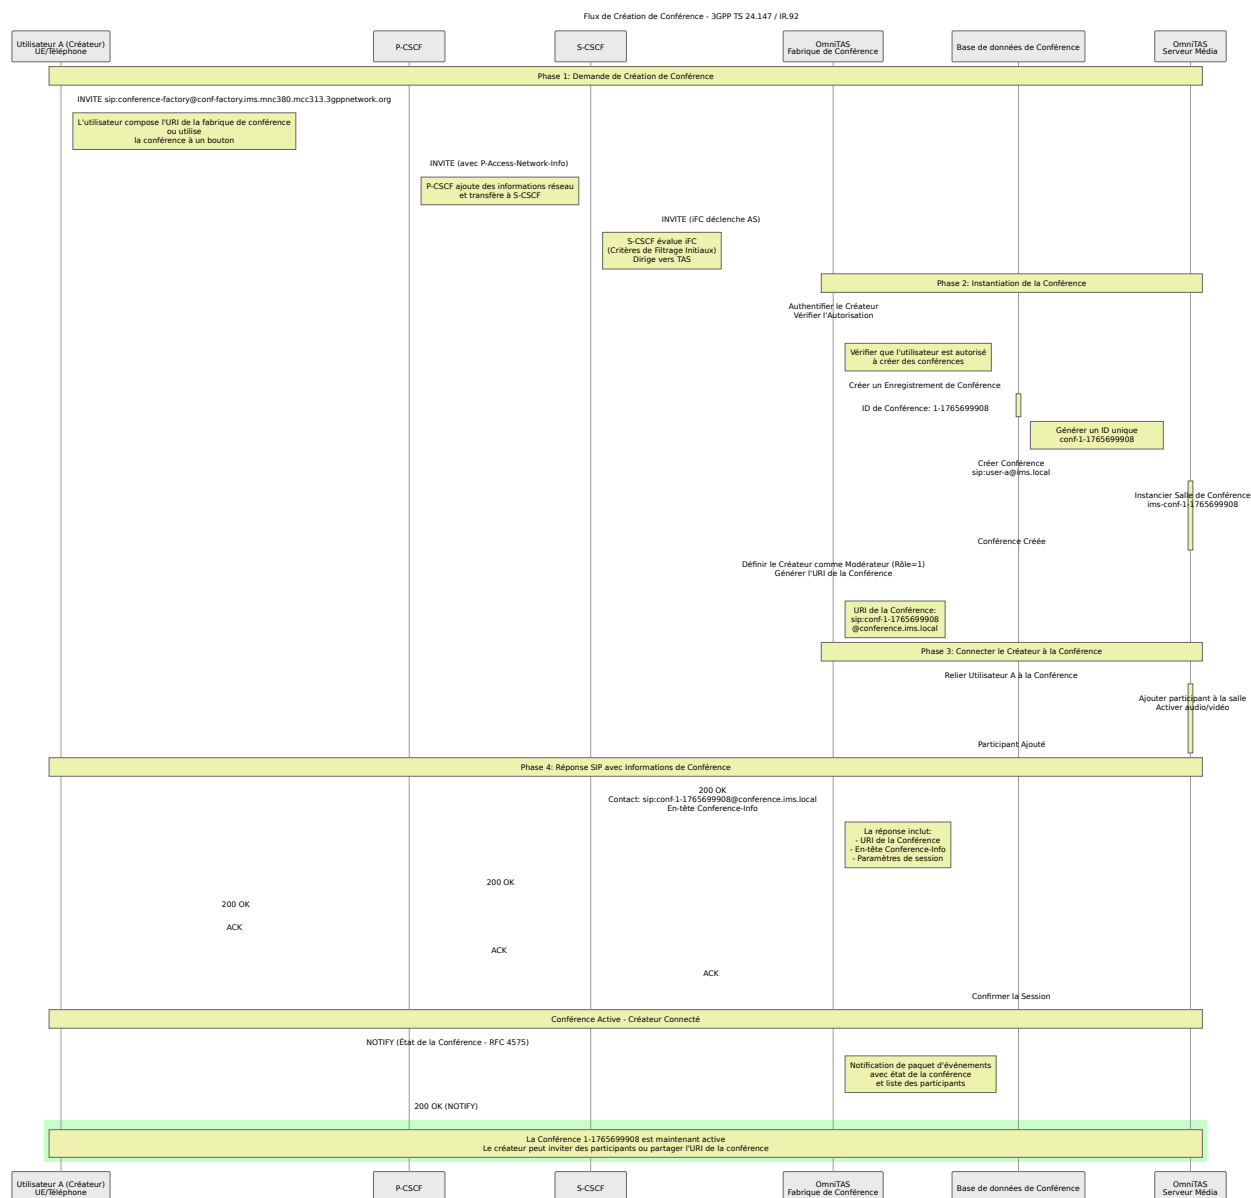 Flux de Création de Conférence - 3GPP TS 24.147 / IR.92
Utilisateur A (Créateur)
UE/Téléphone
P-CSCF
S-CSCF
OmniTAS
Fabrique de Conférence
Base de données de Conférence
OmniTAS
Serveur Média
Phase 1: Demande de Création de Conférence
INVITE sip:conference-factory@conf-factory.ims.mnc380.mcc313.3gppnetwork.org
L'utilisateur compose l'URI de la fabrique de conférence
ou utilise
la conférence à un bouton
INVITE (avec P-Access-Network-Info)
P-CSCF ajoute des informations réseau
et transfère à S-CSCF
INVITE (iFC déclenche AS)
S-CSCF évalue iFC
(Critères de Filtrage Initiaux)
Dirige vers TAS
Phase 2: Instantiation de la Conférence
Authentifier le Créateur
Vérifier l'Autorisation
Vérifier que l'utilisateur est autorisé
à créer des conférences
Créer un Enregistrement de Conférence
ID de Conférence: 1-1765699908
Générer un ID unique
conf-1-1765699908
Créer Conférence
sip:user-a@ims.local
Instancier Salle de Conférence
ims-conf-1-1765699908
Conférence Créée
Définir le Créateur comme Modérateur (Rôle=1)
Générer l'URI de la Conférence
URI de la Conférence:
sip:conf-1-1765699908
@conference.ims.local
Phase 3: Connecter le Créateur à la Conférence
Relier Utilisateur A à la Conférence
Ajouter participant à la salle
Activer audio/vidéo
Participant Ajouté
Phase 4: Réponse SIP avec Informations de Conférence
200 OK
Contact: sip:conf-1-1765699908@conference.ims.local
En-tête Conference-Info
La réponse inclut:
- URI de la Conférence
- En-tête Conference-Info
- Paramètres de session
200 OK
200 OK
ACK
ACK
ACK
Confirmer la Session
Conférence Active - Créateur Connecté
NOTIFY (État de la Conférence - RFC 4575)
Notification de paquet d'événements
avec état de la conférence
et liste des participants
200 OK (NOTIFY)
La Conférence 1-1765699908 est maintenant active
Le créateur peut inviter des participants ou partager l'URI de la conférence
Utilisateur A (Créateur)
UE/Téléphone
P-CSCF
S-CSCF
OmniTAS
Fabrique de Conférence
Base de données de Conférence
OmniTAS
Serveur Média